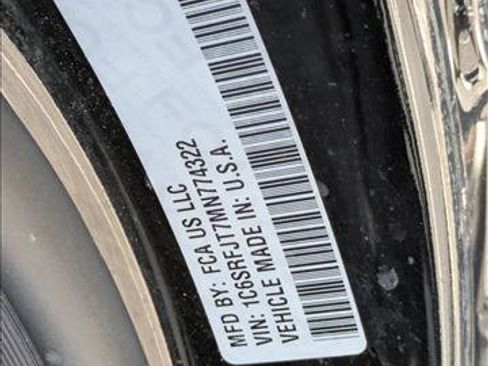 MFD BY: FCA US LLC
VIN: 1C6SRFJT7MN774322
VEHICLE MADE IN: U.S.A.